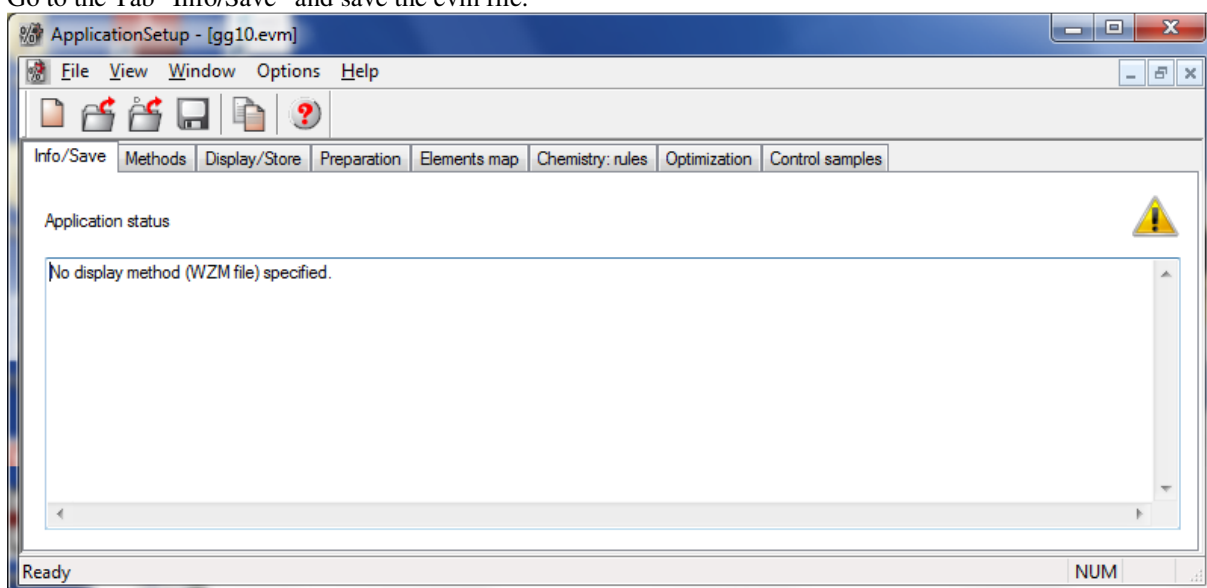 Go to the Tab "Info/Save" and save the evm file.
ApplicationSetup - [gg10.evm]
File View Window Options Help
Info/Save Methods Display/Store Preparation Elements map Chemistry: rules Optimization Control samples
Application status
No display method (WZM file) specified.
Ready NUM